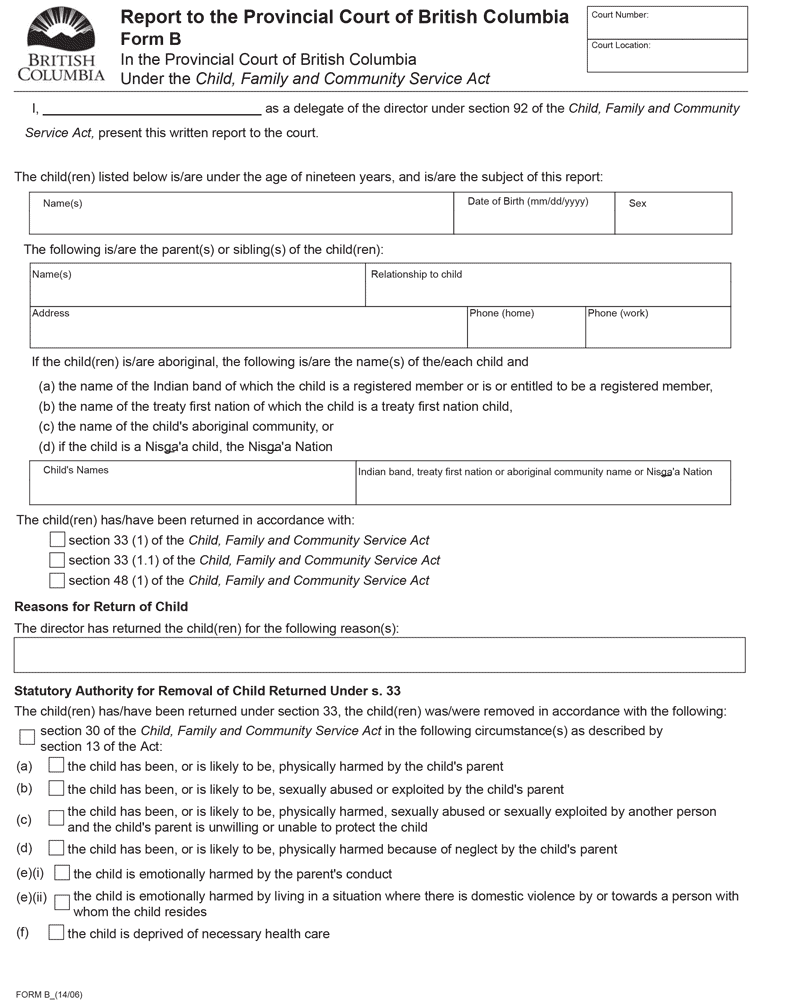 BRITISH
COLUMBIA
Report to the Provincial Court of British Columbia
Form B
In the Provincial Court of British Columbia
Under the Child, Family and Community Service Act
Court Number:
Court Location:
I, ______________________________ as a delegate of the director under section 92 of the Child, Family and Community
Service Act, present this written report to the court.
The child(ren) listed below is/are under the age of nineteen years, and is/are the subject of this report:
Name(s)
Date of Birth (mm/dd/yyyy)
Sex
The following is/are the parent(s) or sibling(s) of the child(ren):
Name(s)
Relationship to child
Address
Phone (home)
Phone (work)
If the child(ren) is/are aboriginal, the following is/are the name(s) of the/each child and
(a) the name of the Indian band of which the child is a registered member or is or entitled to be a registered member,
(b) the name of the treaty first nation of which the child is a treaty first nation child,
(c) the name of the child's aboriginal community, or
(d) if the child is a Nisg̲a'a child, the Nisg̲a'a Nation
Child's Names
Indian band, treaty first nation or aboriginal community name or Nisg̲a'a Nation
The child(ren) has/have been returned in accordance with:
section 33 (1) of the Child, Family and Community Service Act
section 33 (1.1) of the Child, Family and Community Service Act
section 48 (1) of the Child, Family and Community Service Act
Reasons for Return of Child
The director has returned the child(ren) for the following reason(s):
Statutory Authority for Removal of Child Returned Under s. 33
The child(ren) has/have been returned under section 33, the child(ren) was/were removed in accordance with the following:
section 30 of the Child, Family and Community Service Act in the following circumstance(s) as described by
section 13 of the Act:
(a) the child has been, or is likely to be, physically harmed by the child's parent
(b) the child has been, or is likely to be, sexually abused or exploited by the child's parent
(c) the child has been, or is likely to be, physically harmed, sexually abused or sexually exploited by another person
and the child's parent is unwilling or unable to protect the child
(d) the child has been, or is likely to be, physically harmed because of neglect by the child's parent
(e)(i) the child is emotionally harmed by the parent's conduct
(e)(ii) the child is emotionally harmed by living in a situation where there is domestic violence by or towards a person with
whom the child resides
(f) the child is deprived of necessary health care
FORM B_(14/06)